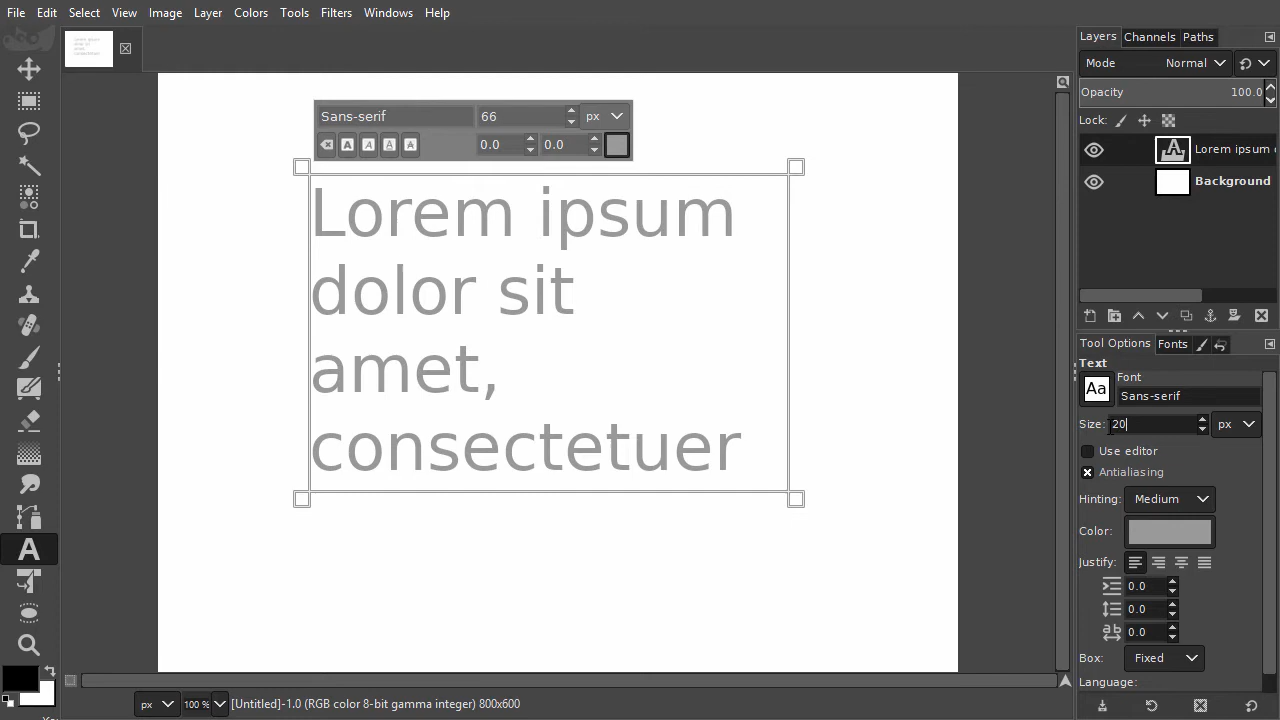 File Edit Select View Image Layer Colors Tools Filters Windows Help
Layers Channels Paths
Mode Normal
Opacity 100.0
Lock:
Sans-serif 66 px
0.0 0.0
Lorem ipsum
Background
Lorem ipsum
dolor sit
amet,
consectetuer
Tool Options Fonts
Text
Aa Font
Sans-serif
Size: 20 px
Use editor
Antialiasing
Hinting: Medium
Color:
Justify:
0.0
0.0
0.0
Box: Fixed
Language:
px 100 % [Untitled]-1.0 (RGB color 8-bit gamma integer) 800x600